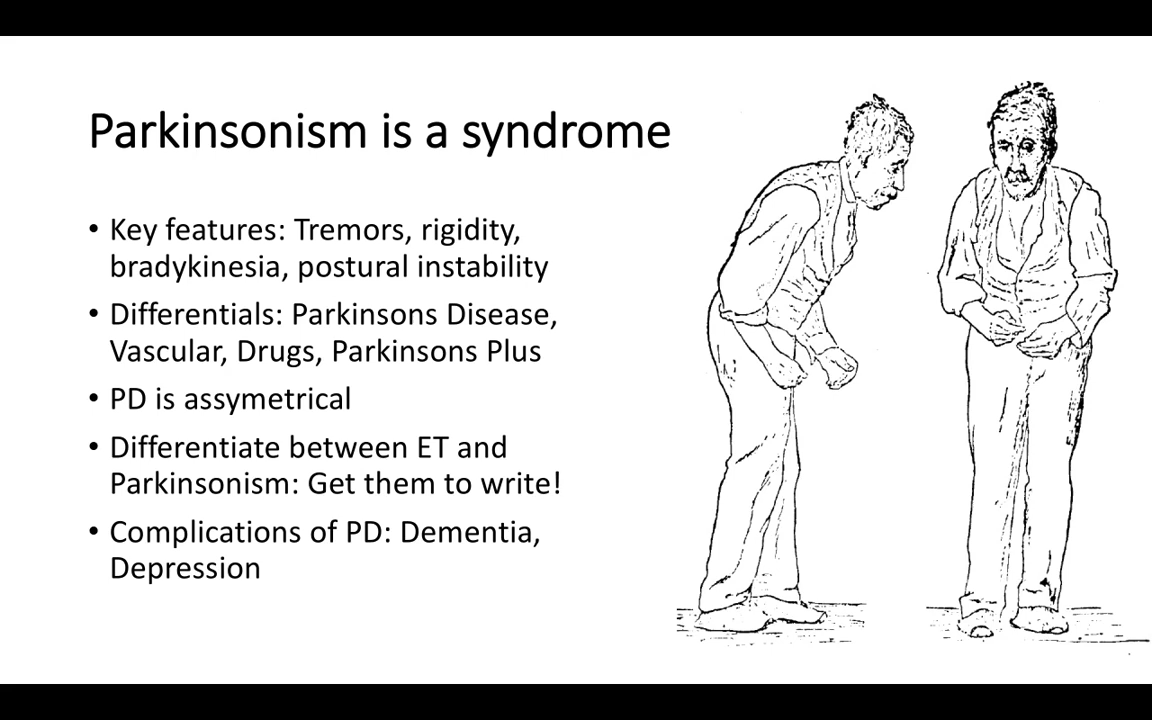 Parkinsonism is a syndrome
• Key features: Tremors, rigidity,
bradykinesia, postural instability
• Differentials: Parkinsons Disease,
Vascular, Drugs, Parkinsons Plus
• PD is assymetrical
• Differentiate between ET and
Parkinsonism: Get them to write!
• Complications of PD: Dementia,
Depression